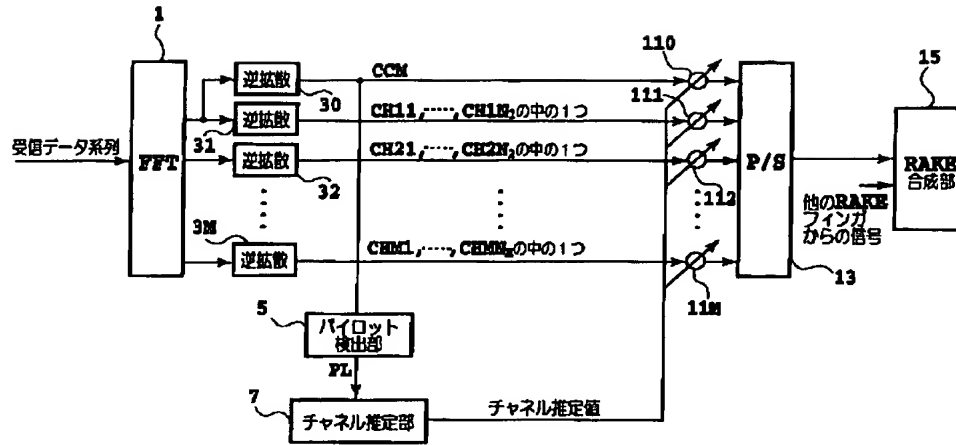 1
110
15
逆拡散
CCM
30
111
逆拡散
CH11,‥‥‥,CH1N₂の中の1つ
受信データ系列
FFT
31
P/S
RAKE
合成部
逆拡散
CH21,‥‥‥,CH2N₂の中の1つ
32
112
他のRAKE
フィンガ
からの信号
3M
逆拡散
CHM1,‥‥‥,CHMNₘの中の1つ
13
11M
5
パイロット
検出部
PL
7
チャネル推定部
チャネル推定値